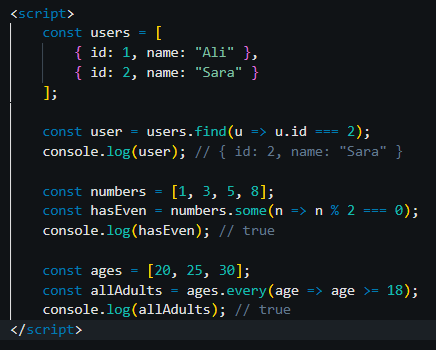 <script>
    const users = [
        { id: 1, name: "Ali" },
        { id: 2, name: "Sara" }
    ];

    const user = users.find(u => u.id === 2);
    console.log(user); // { id: 2, name: "Sara" }

    const numbers = [1, 3, 5, 8];
    const hasEven = numbers.some(n => n % 2 === 0);
    console.log(hasEven); // true

    const ages = [20, 25, 30];
    const allAdults = ages.every(age => age >= 18);
    console.log(allAdults); // true
</script>